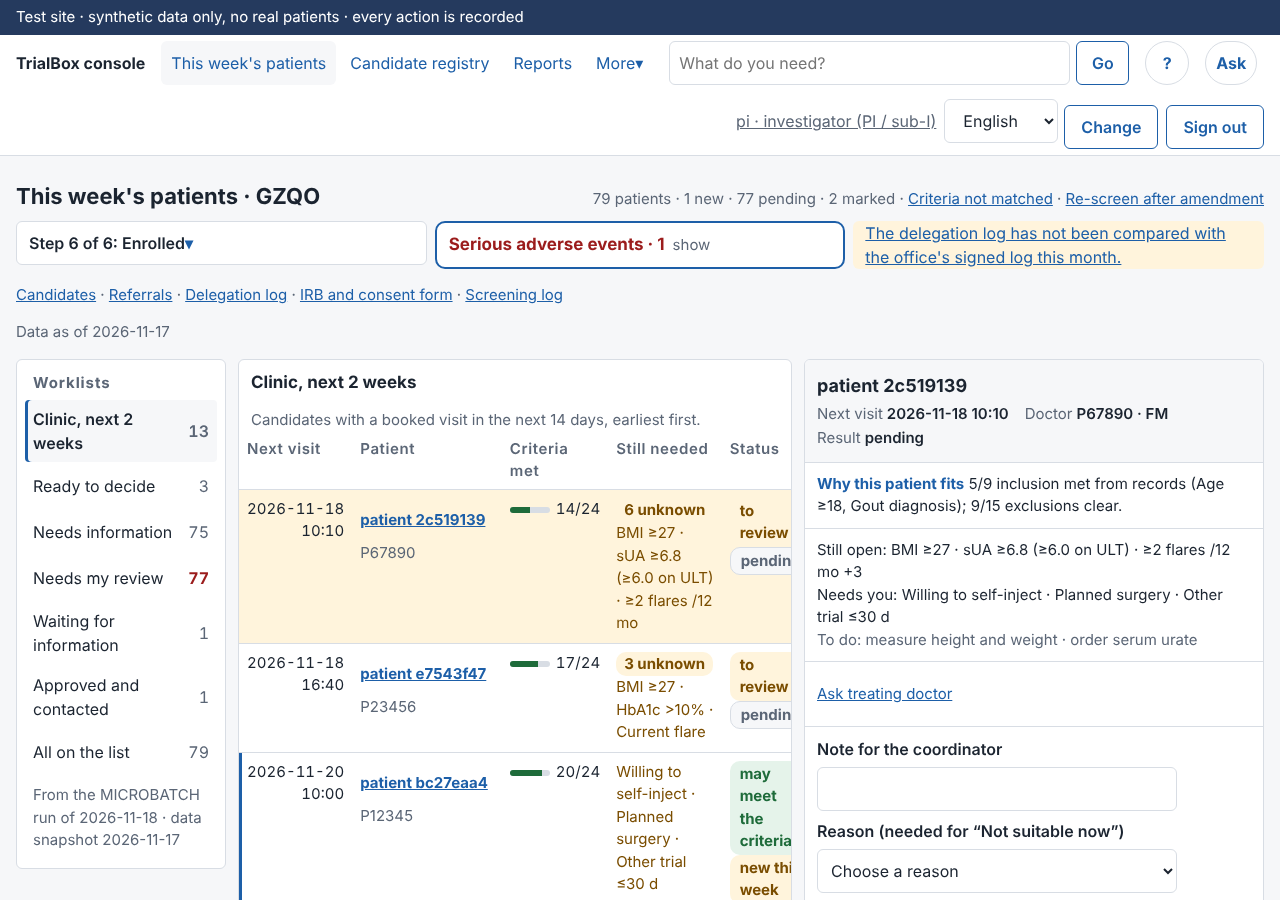 Test site · synthetic data only, no real patients · every action is recorded
TrialBox console
This week's patients
Candidate registry
Reports
More▾
What do you need?
Go
?
Ask
pi · investigator (PI / sub-I)
English
Change
Sign out
This week's patients · GZQO
79 patients · 1 new · 77 pending · 2 marked · Criteria not matched · Re-screen after amendment
Step 6 of 6: Enrolled▾
Serious adverse events · 1 show
The delegation log has not been compared with
the office's signed log this month.
Candidates · Referrals · Delegation log · IRB and consent form · Screening log
Data as of 2026-11-17
Worklists
Clinic, next 2
weeks
13
Ready to decide 3
Needs information 75
Needs my review 77
Waiting for
information
1
Approved and
contacted
1
All on the list 79
From the MICROBATCH
run of 2026-11-18 · data
snapshot 2026-11-17
Clinic, next 2 weeks
Candidates with a booked visit in the next 14 days, earliest first.
Next visit
Patient
Criteria
met
Still needed
Status
2026-11-18
10:10
patient 2c519139
P67890
14/24
6 unknown
BMI ≥27 ·
sUA ≥6.8
(≥6.0 on ULT)
· ≥2 flares /12
mo
to
review
pendin
2026-11-18
16:40
patient e7543f47
P23456
17/24
3 unknown
BMI ≥27 ·
HbA1c >10% ·
Current flare
to
review
pendin
2026-11-20
10:00
patient bc27eaa4
P12345
20/24
Willing to
self-inject ·
Planned
surgery ·
Other trial
≤30 d
may
meet
the
criteria
new thi
week
patient 2c519139
Next visit 2026-11-18 10:10 Doctor P67890 · FM
Result pending
Why this patient fits 5/9 inclusion met from records (Age
≥18, Gout diagnosis); 9/15 exclusions clear.
Still open: BMI ≥27 · sUA ≥6.8 (≥6.0 on ULT) · ≥2 flares /12
mo +3
Needs you: Willing to self-inject · Planned surgery · Other
trial ≤30 d
To do: measure height and weight · order serum urate
Ask treating doctor
Note for the coordinator
Reason (needed for “Not suitable now”)
Choose a reason